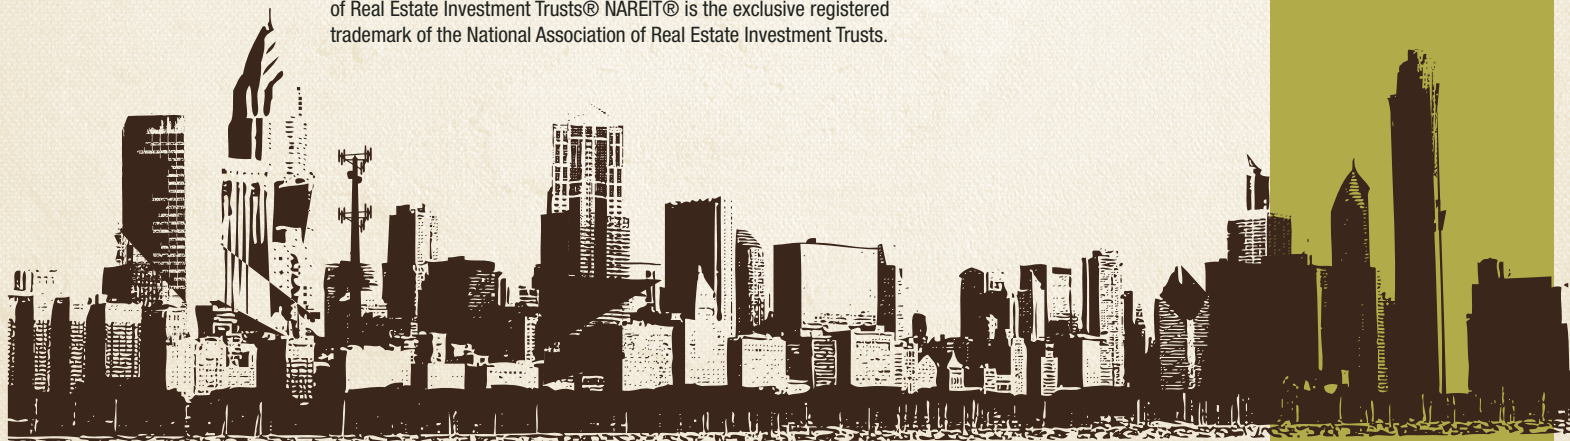 of Real Estate Investment Trusts® NAREIT® is the exclusive registered
trademark of the National Association of Real Estate Investment Trusts.